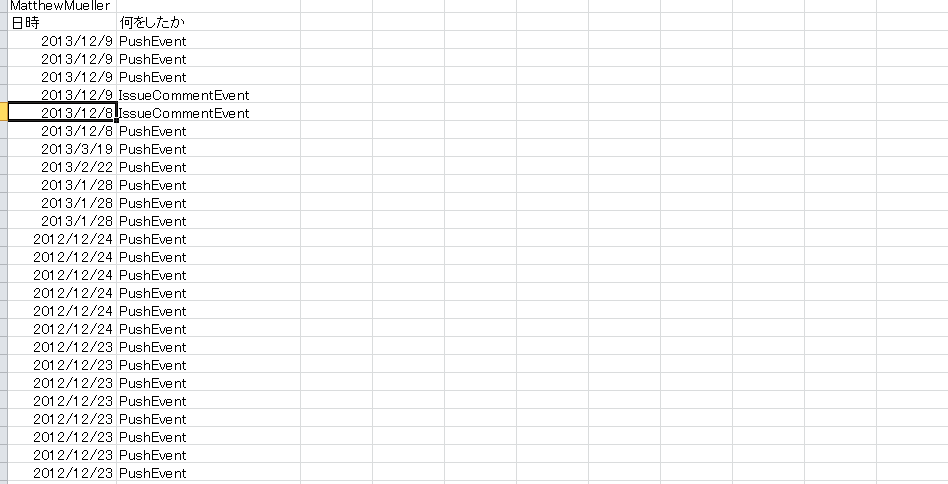 MatthewMueller
日時 何をしたか
2013/12/9 PushEvent
2013/12/9 PushEvent
2013/12/9 PushEvent
2013/12/9 IssueCommentEvent
2013/12/8 IssueCommentEvent
2013/12/8 PushEvent
2013/3/19 PushEvent
2013/2/22 PushEvent
2013/1/28 PushEvent
2013/1/28 PushEvent
2013/1/28 PushEvent
2012/12/24 PushEvent
2012/12/24 PushEvent
2012/12/24 PushEvent
2012/12/24 PushEvent
2012/12/24 PushEvent
2012/12/24 PushEvent
2012/12/23 PushEvent
2012/12/23 PushEvent
2012/12/23 PushEvent
2012/12/23 PushEvent
2012/12/23 PushEvent
2012/12/23 PushEvent
2012/12/23 PushEvent
2012/12/23 PushEvent